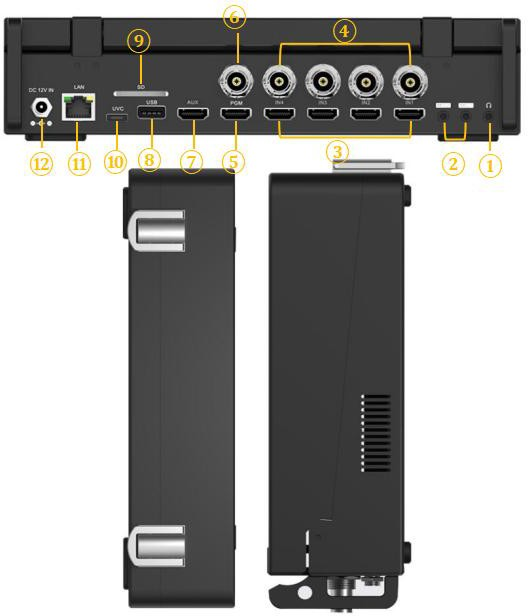 ⑥
④
⑨
DC 12V IN
LAN
SD
UVC
USB
AUX
PGM
IN4
IN3
IN2
IN1
⑫
⑪
⑩
⑧
⑦
⑤
③
②
①